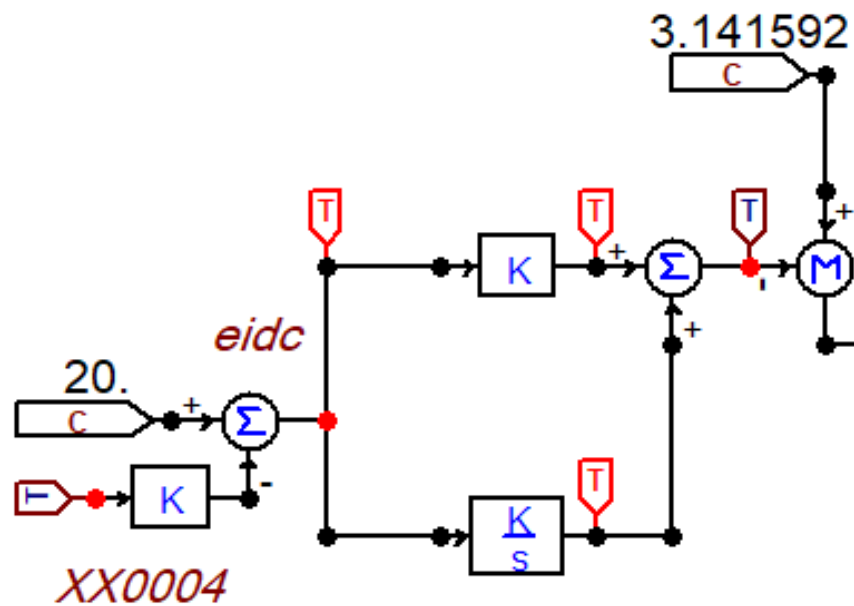 3.141592
C
T
T
T
K
+
Σ
+
M
+
eidc
20.
C
+
Σ
T
K
-
T
K
s
XX0004